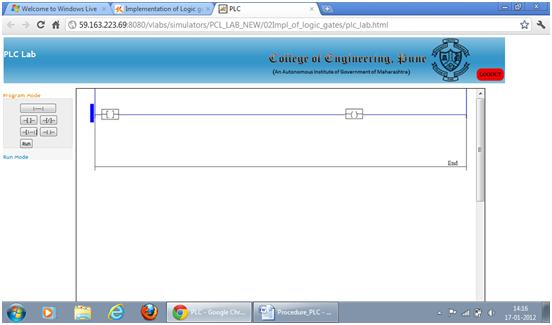 Welcome to Windows Live
Implementation of Logic g
PLC
59.163.223.69:8080/vlabs/simulators/PCL_LAB_NEW/02Impl_of_logic_gates/plc_lab.html
PLC Lab
College of Engineering, Pune
(An Autonomous Institute of Government of Maharashtra)
LOGOUT
Program Mode
Run
Run Mode
End
PLC - Google Chr...
Procedure_PLC - ...
14:16
17-01-2012